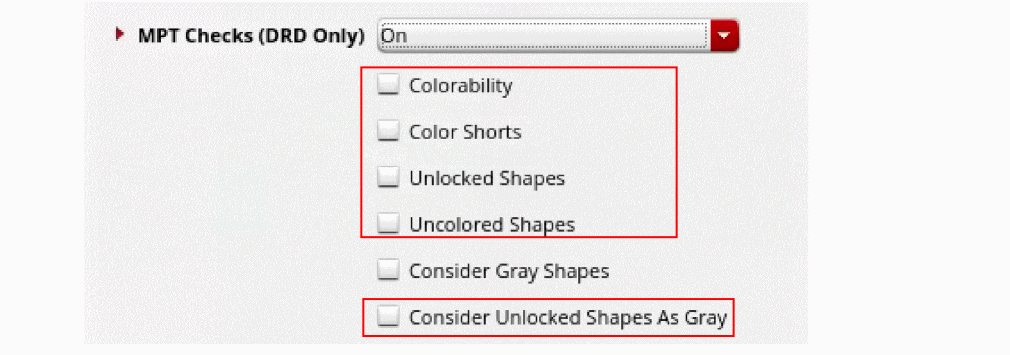 MPT Checks (DRD Only) On
Colorability
Color Shorts
Unlocked Shapes
Uncolored Shapes
Consider Gray Shapes
Consider Unlocked Shapes As Gray